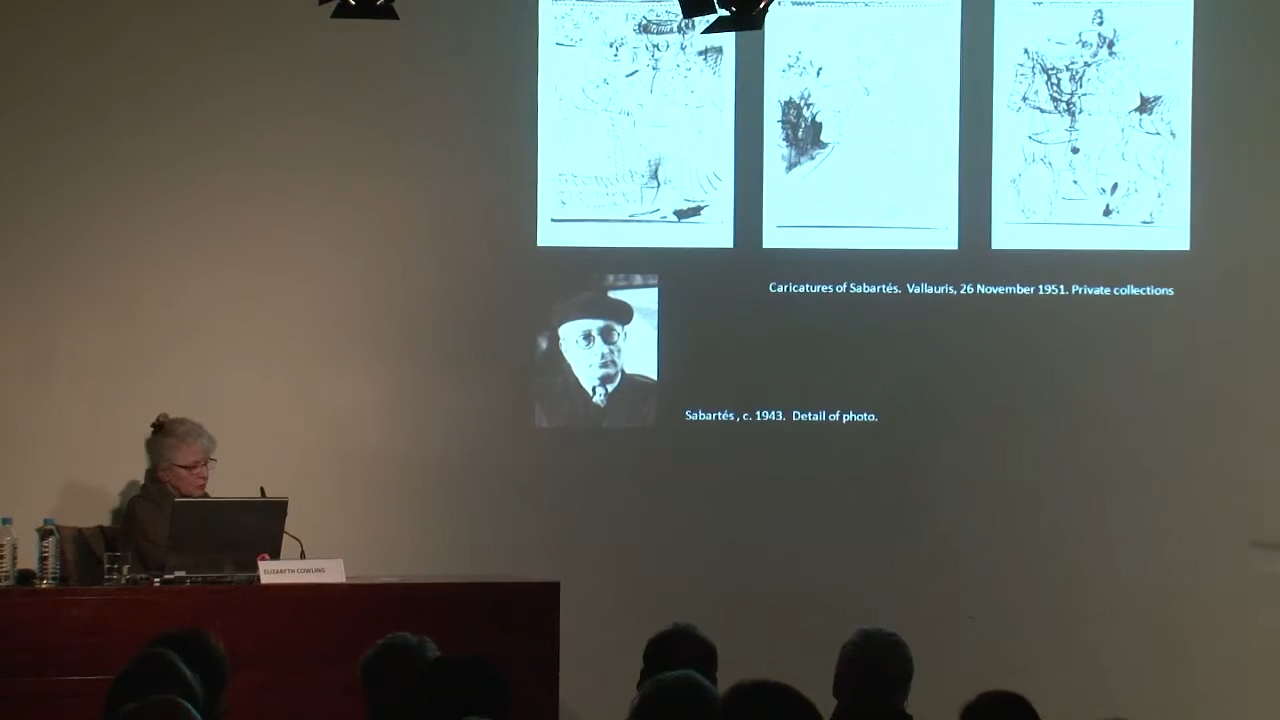 Caricatures of Sabartés. Vallauris, 26 November 1951. Private collections
Sabartés , c. 1943. Detail of photo.
ELIZABETH COWLING